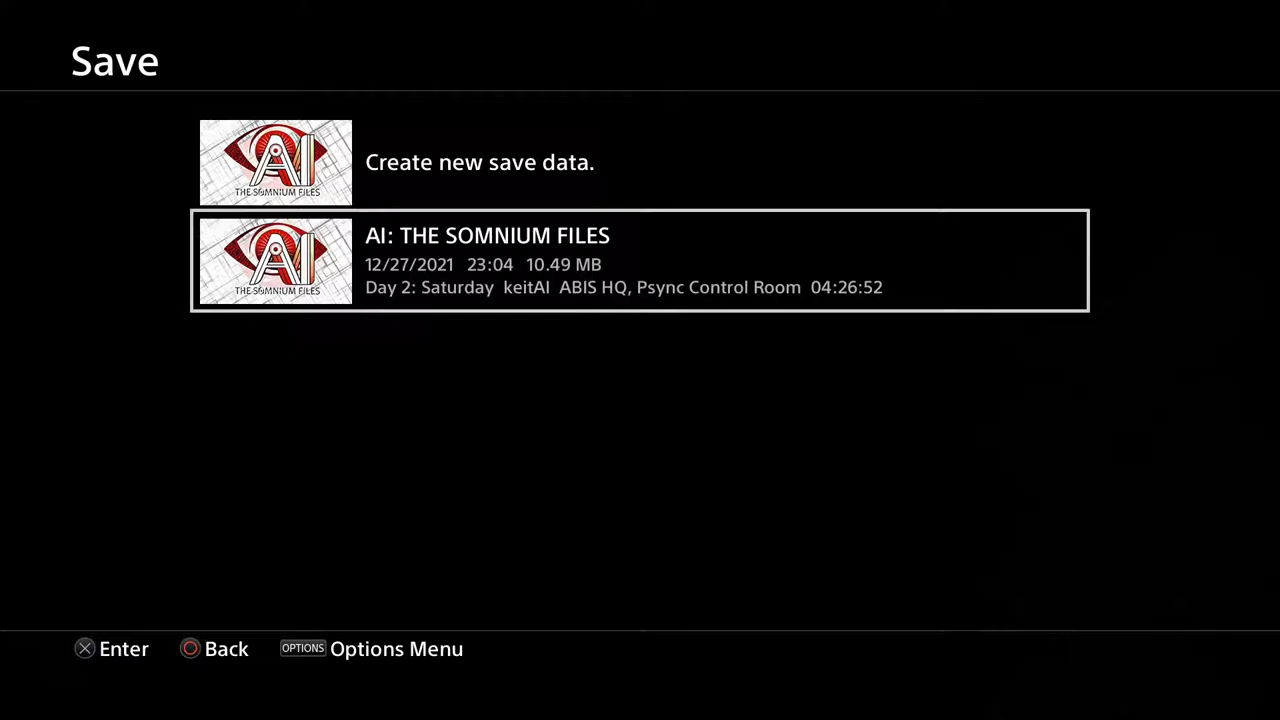 Save
AI
THE SOMNIUM FILES
Create new save data.
AI
THE SOMNIUM FILES
AI: THE SOMNIUM FILES
12/27/2021 23:04 10.49 MB
Day 2: Saturday keitAI ABIS HQ, Psync Control Room 04:26:52
Enter Back OPTIONS Options Menu